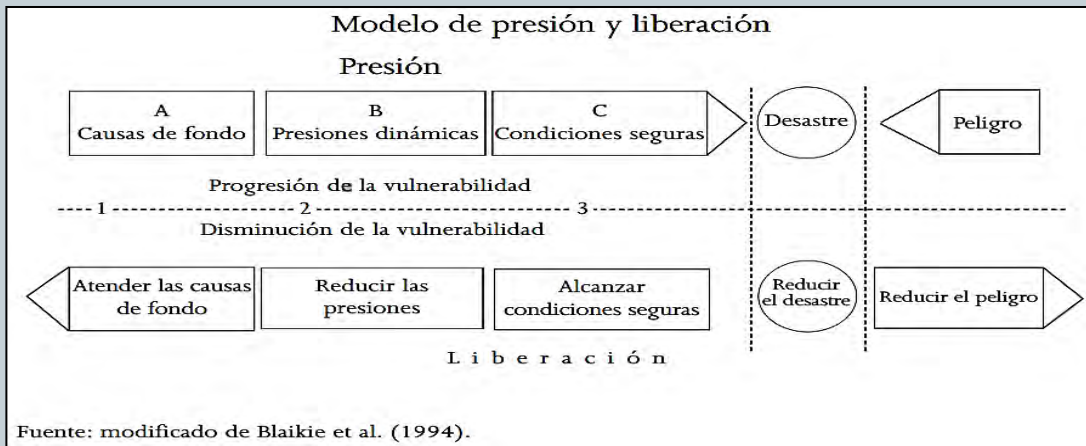 Modelo de presión y liberación
Presión
A
Causas de fondo
B
Presiones dinámicas
C
Condiciones seguras
Desastre
Peligro
Progresión de la vulnerabilidad
1
2
3
Disminución de la vulnerabilidad
Atender las causas
de fondo
Reducir las
presiones
Alcanzar
condiciones seguras
Reducir
el desastre
Reducir el peligro
Liberación
Fuente: modificado de Blaikie et al. (1994).